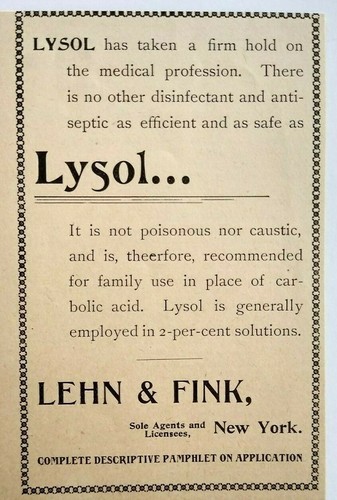 LYSOL has taken a firm hold on
the medical profession. There
is no other disinfectant and anti-
septic as efficient and as safe as
Lysol...
It is not poisonous nor caustic,
and is, theerfore, recommended
for family use in place of car-
bolic acid. Lysol is generally
employed in 2-per-cent solutions.
LEHN & FINK,
Sole Agents and
Licensees,
New York.
COMPLETE DESCRIPTIVE PAMPHLET ON APPLICATION